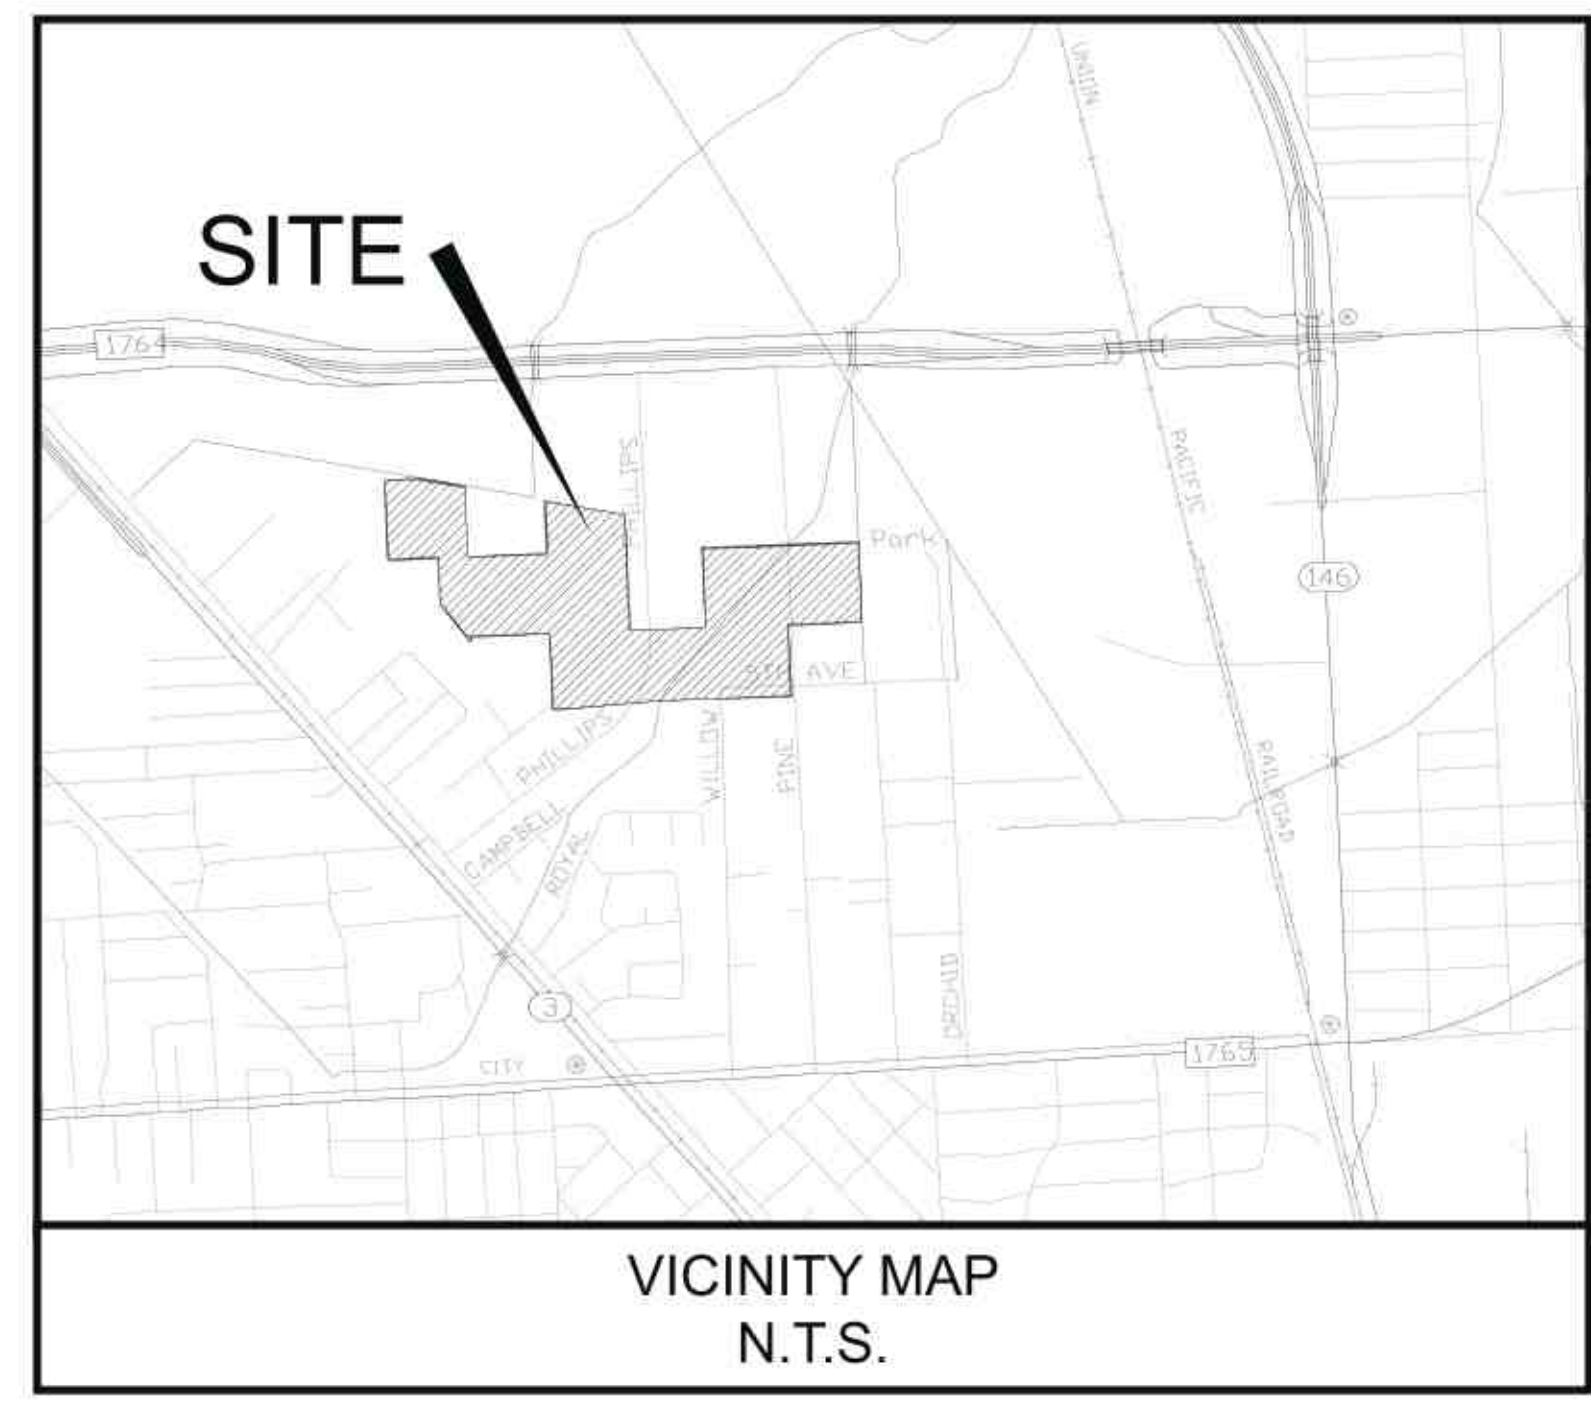 UNION
SITE
1764
PHILLIPS
PACIFIC
Park
146
5TH AVE
PHILLIPS
WILLOW
PINE
RAILROAD
CAMPBELL
ROYAL
ORCHID
3
CITY
1765
VICINITY MAP
N.T.S.